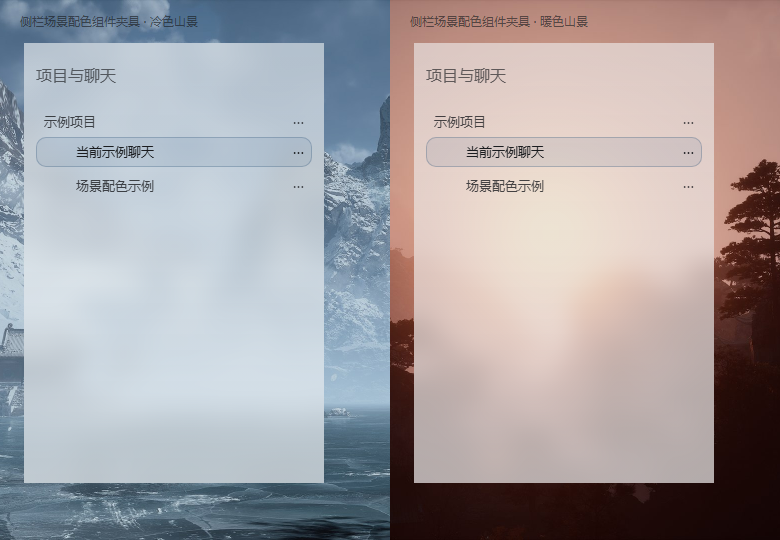 侧栏场景配色组件夹具 · 冷色山景
项目与聊天
示例项目 ...
当前示例聊天 ...
场景配色示例 ...
侧栏场景配色组件夹具 · 暖色山景
项目与聊天
示例项目 ...
当前示例聊天 ...
场景配色示例 ...